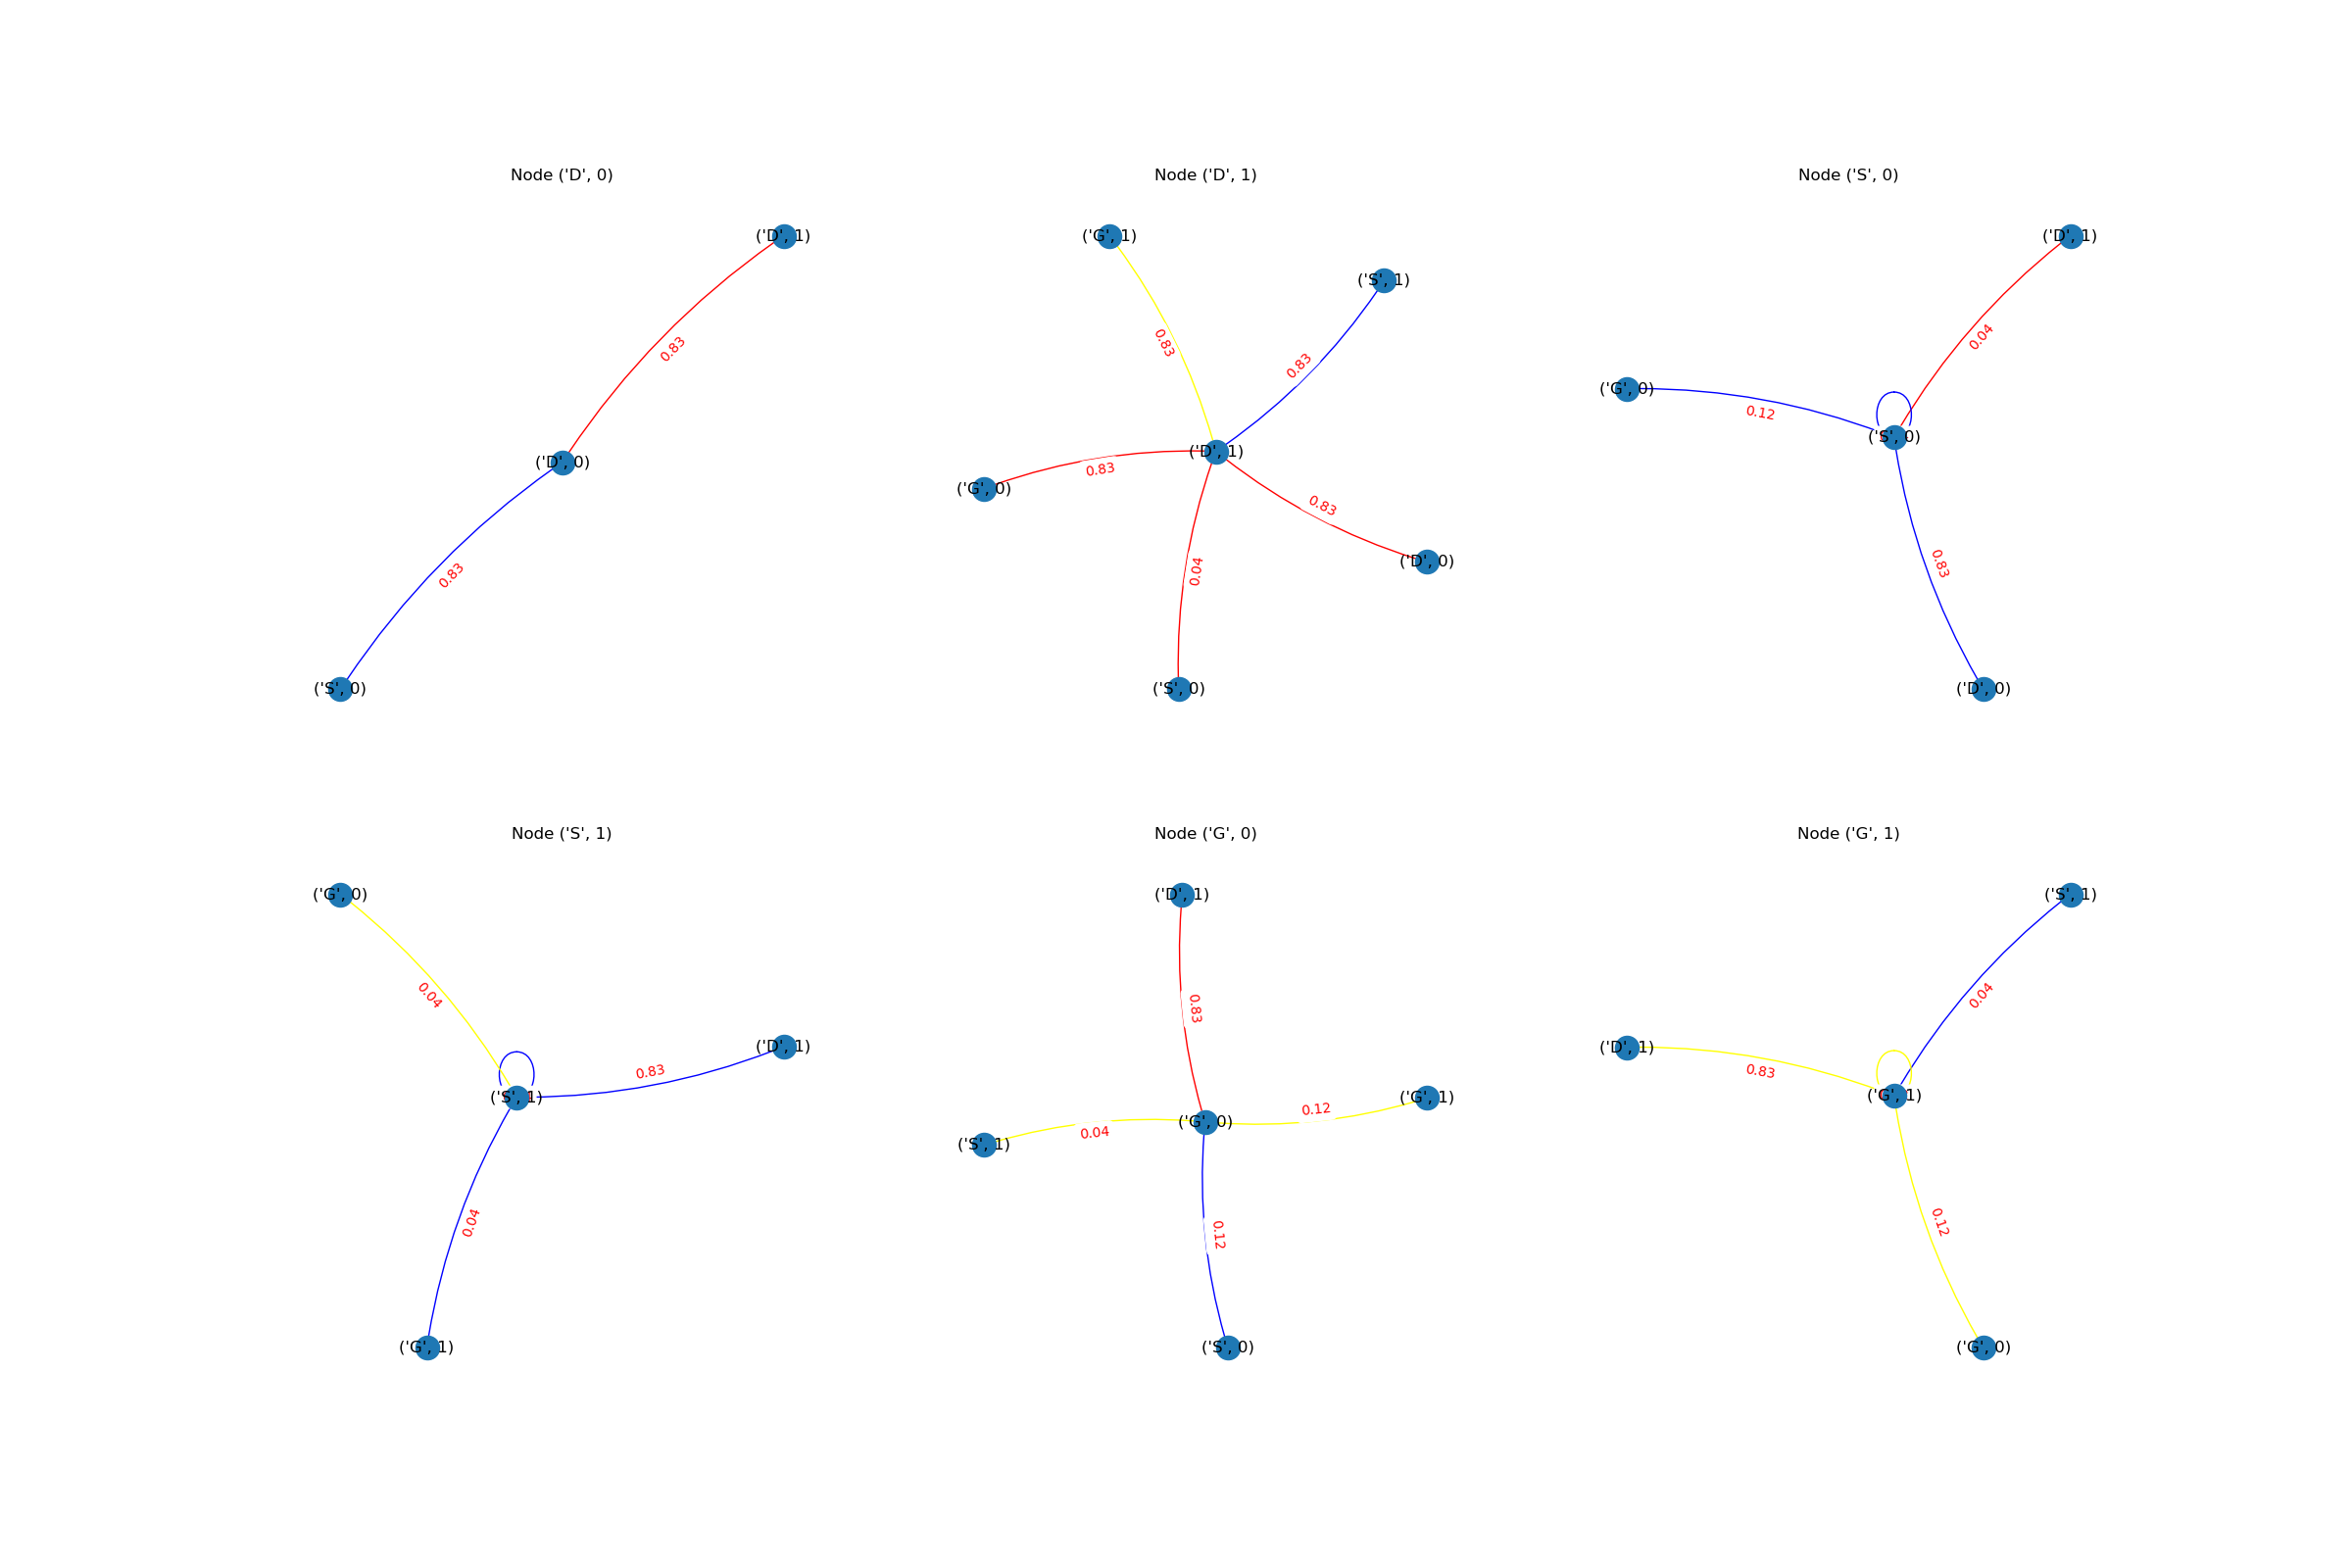 Node ('D', 0)
('D', 1)
0.83
('D', 0)
0.83
('S', 0)
Node ('D', 1)
('G', 1)
('S', 1)
0.83
0.83
('D', 1)
0.83
('G', 0)
0.83
('D', 0)
0.04
('S', 0)
Node ('S', 0)
('D', 1)
0.04
('G', 0)
0.12
('S', 0)
0.83
('D', 0)
Node ('S', 1)
('G', 0)
0.04
('D', 1)
0.83
('S', 1)
0.04
('G', 1)
Node ('G', 0)
('D', 1)
0.83
('G', 1)
0.12
('G', 0)
0.04
('S', 1)
0.12
('S', 0)
Node ('G', 1)
('S', 1)
0.04
('D', 1)
0.83
('G', 1)
0.12
('G', 0)